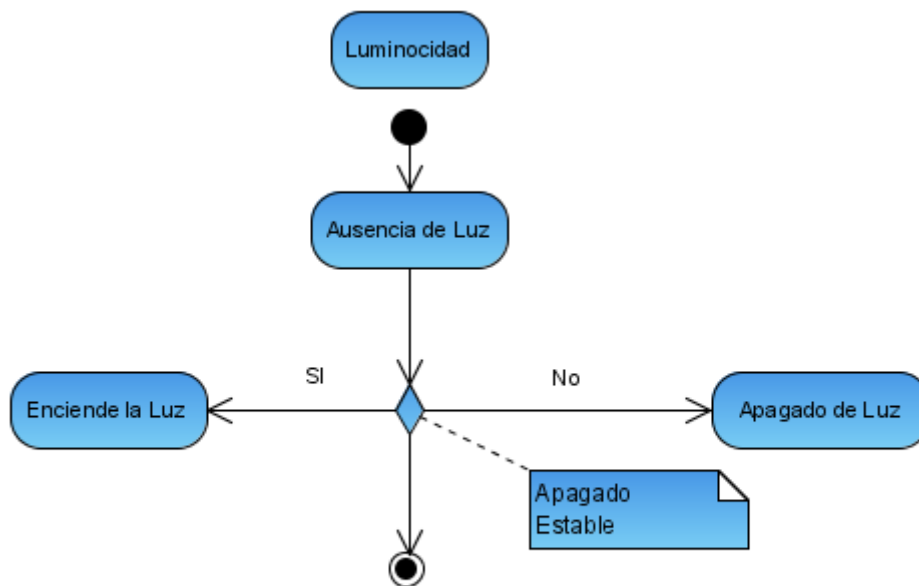 Luminocidad
Ausencia de Luz
SI
No
Enciende la Luz
Apagado de Luz
Apagado
Estable